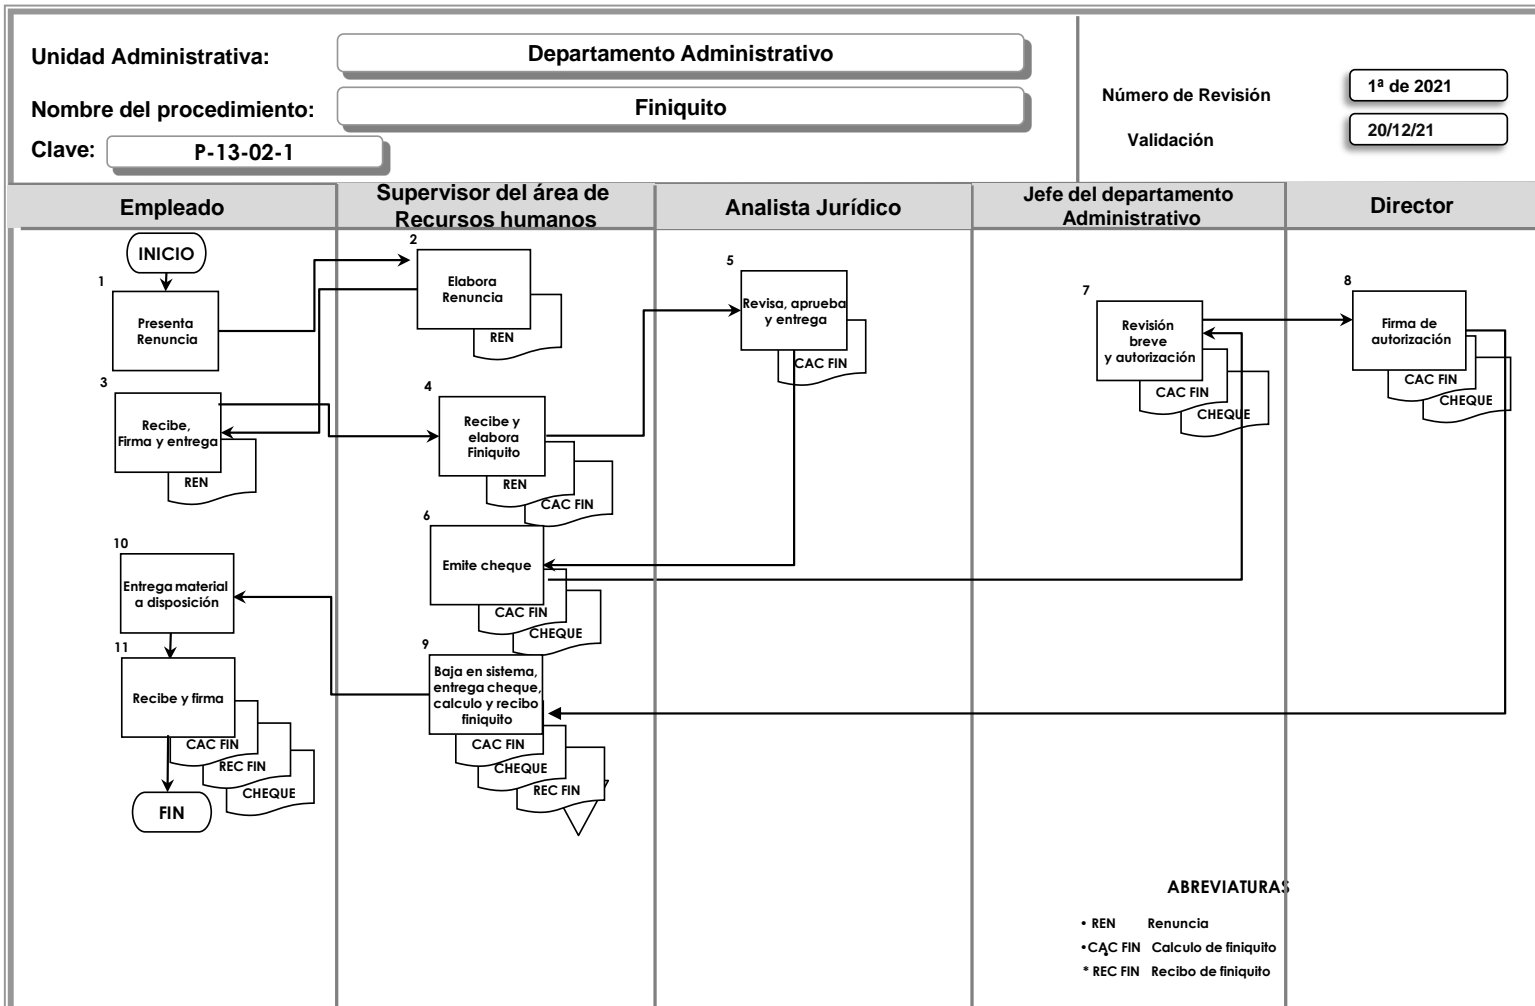 Unidad Administrativa:
Departamento Administrativo
Nombre del procedimiento:
Finiquito
Clave:
P-13-02-1
Número de Revisión
1ª de 2021
Validación
20/12/21
Empleado
Supervisor del área de
Recursos humanos
Analista Jurídico
Jefe del departamento
Administrativo
Director
INICIO
1
Presenta
Renuncia
2
Elabora
Renuncia
REN
3
Recibe,
Firma y entrega
REN
4
Recibe y
elabora
Finiquito
REN
CAC FIN
5
Revisa, aprueba
y entrega
CAC FIN
6
Emite cheque
CAC FIN
CHEQUE
7
Revisión
breve
y autorización
CAC FIN
CHEQUE
8
Firma de
autorización
CAC FIN
CHEQUE
9
Baja en sistema,
entrega cheque,
calculo y recibo
finiquito
CAC FIN
CHEQUE
REC FIN
10
Entrega material
a disposición
11
Recibe y firma
CAC FIN
REC FIN
CHEQUE
FIN
ABREVIATURAS
• REN Renuncia
•CAC FIN Calculo de finiquito
* REC FIN Recibo de finiquito